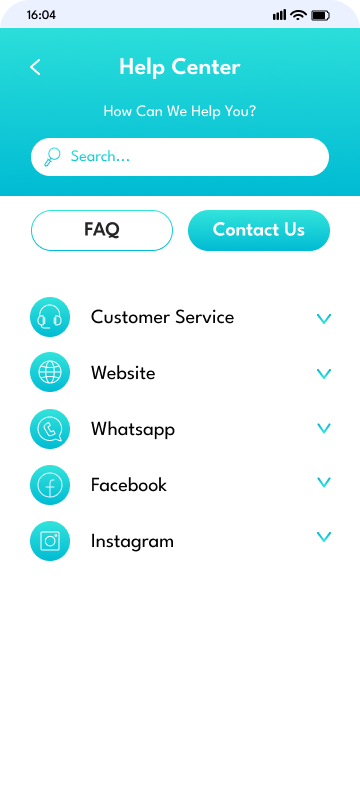 16:04
Help Center
How Can We Help You?
Search...
FAQ
Contact Us
Customer Service
Website
Whatsapp
Facebook
Instagram